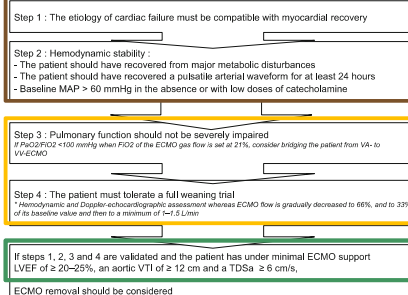 Step 1 : The etiology of cardiac failure must be compatible with myocardial recovery
Step 2 : Hemodynamic stability :
- The patient should have recovered from major metabolic disturbances
- The patient should have recovered a pulsatile arterial waveform for at least 24 hours
- Baseline MAP > 60 mmHg in the absence or with low doses of catecholamine
Step 3 : Pulmonary function should not be severely impaired
If PaO2/FiO2 <100 mmHg when FiO2 of the ECMO gas flow is set at 21%, consider bridging the patient from VA- to
VV-ECMO
Step 4 : The patient must tolerate a full weaning trial
* Hemodynamic and Doppler-echocardiographic assessment whereas ECMO flow is gradually decreased to 66%, and to 33%
of its baseline value and then to a minimum of 1–1.5 L/min
If steps 1, 2, 3 and 4 are validated and the patient has under minimal ECMO support
LVEF of ≥ 20–25%, an aortic VTI of ≥ 12 cm and a TDSa ≥ 6 cm/s,
ECMO removal should be considered